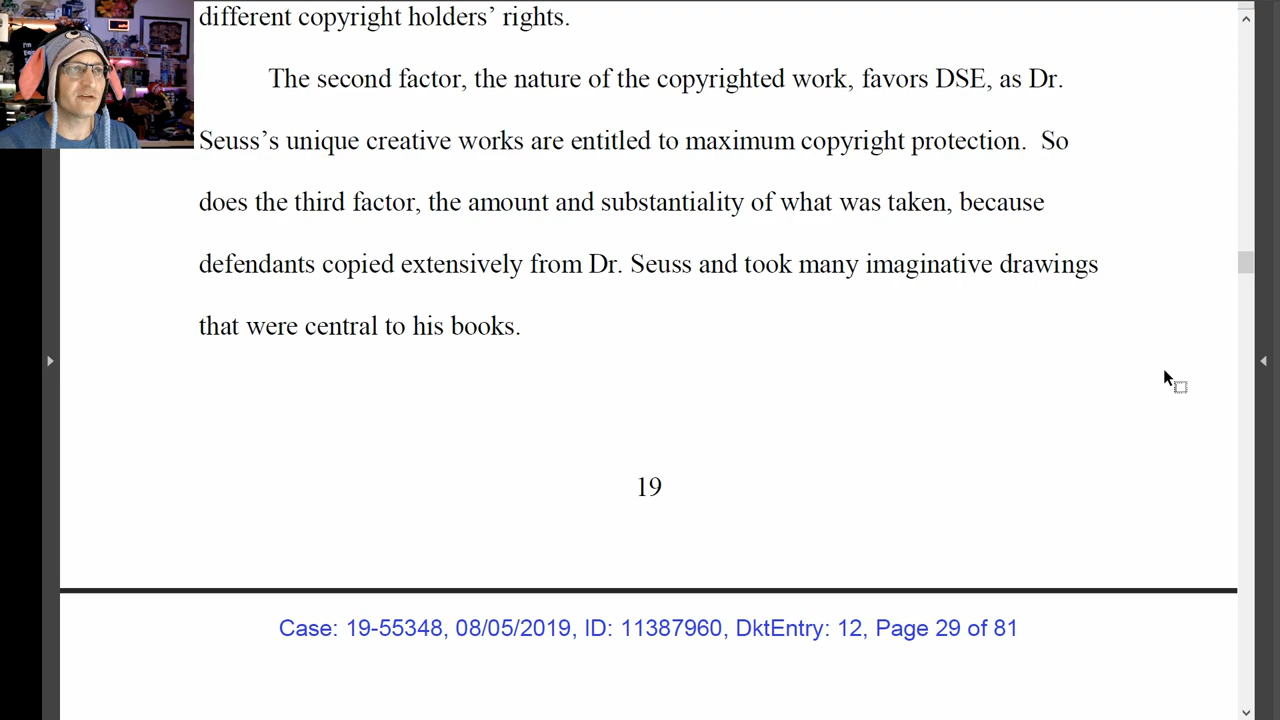 different copyright holders’ rights.
The second factor, the nature of the copyrighted work, favors DSE, as Dr.
Seuss’s unique creative works are entitled to maximum copyright protection.  So
does the third factor, the amount and substantiality of what was taken, because
defendants copied extensively from Dr. Seuss and took many imaginative drawings
that were central to his books.
19
Case: 19-55348, 08/05/2019, ID: 11387960, DktEntry: 12, Page 29 of 81